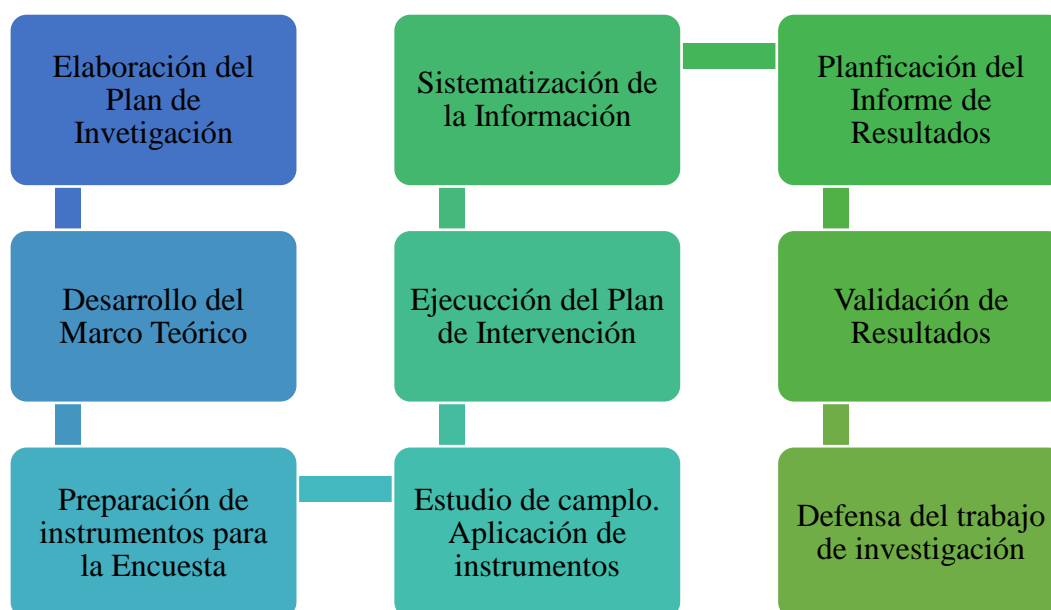 Elaboración del
Plan de
Invetigación
Desarrollo del
Marco Teórico
Preparación de
instrumentos para
la Encuesta
Estudio de camplo.
Aplicación de
instrumentos
Ejecucción del Plan
de Intervención
Sistematización de
la Información
Planficación del
Informe de
Resultados
Validación de
Resultados
Defensa del trabajo
de investigación